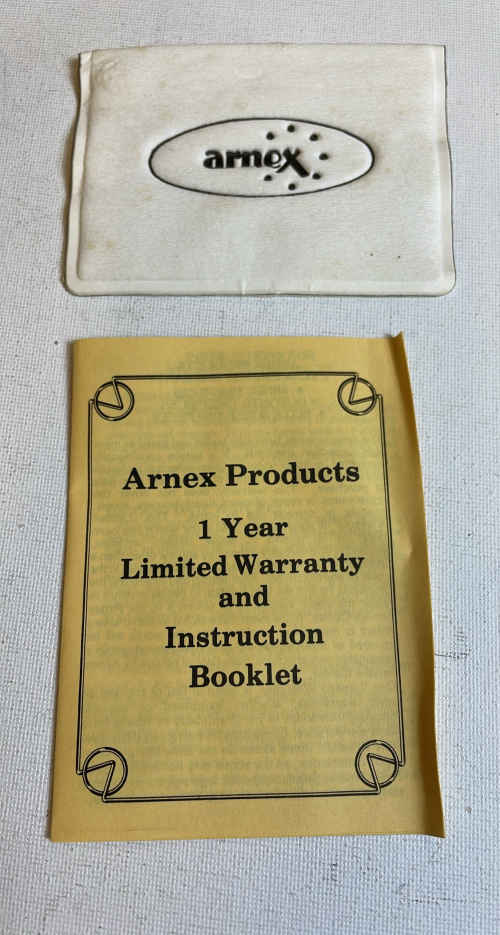 arnex
Arnex Products
1 Year
Limited Warranty
and
Instruction
Booklet